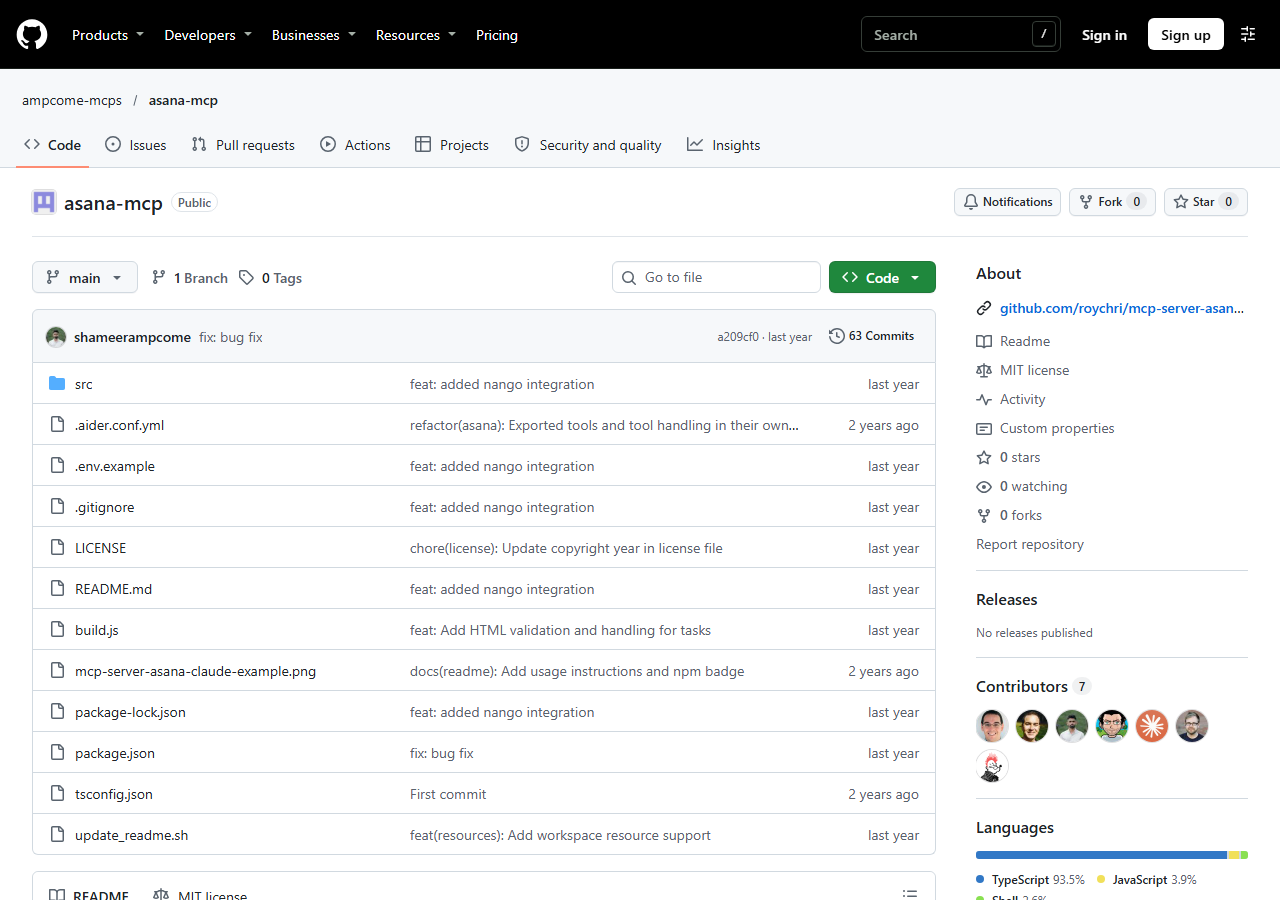 Products Developers Businesses Resources Pricing Search / Sign in Sign up
ampcome-mcps / asana-mcp
Code Issues Pull requests Actions Projects Security and quality Insights
asana-mcp Public Notifications Fork 0 Star 0
main 1 Branch 0 Tags Go to file Code
shameerampcome fix: bug fix a209cf0 · last year 63 Commits
src feat: added nango integration last year
.aider.conf.yml refactor(asana): Exported tools and tool handling in their own... 2 years ago
.env.example feat: added nango integration last year
.gitignore feat: added nango integration last year
LICENSE chore(license): Update copyright year in license file last year
README.md feat: added nango integration last year
build.js feat: Add HTML validation and handling for tasks last year
mcp-server-asana-claude-example.png docs(readme): Add usage instructions and npm badge 2 years ago
package-lock.json feat: added nango integration last year
package.json fix: bug fix last year
tsconfig.json First commit 2 years ago
update_readme.sh feat(resources): Add workspace resource support last year
README MIT license
About
github.com/roychri/mcp-server-asan...
Readme
MIT license
Activity
Custom properties
0 stars
0 watching
0 forks
Report repository
Releases
No releases published
Contributors 7
Languages
TypeScript 93.5% JavaScript 3.9%
Shell 2.6%